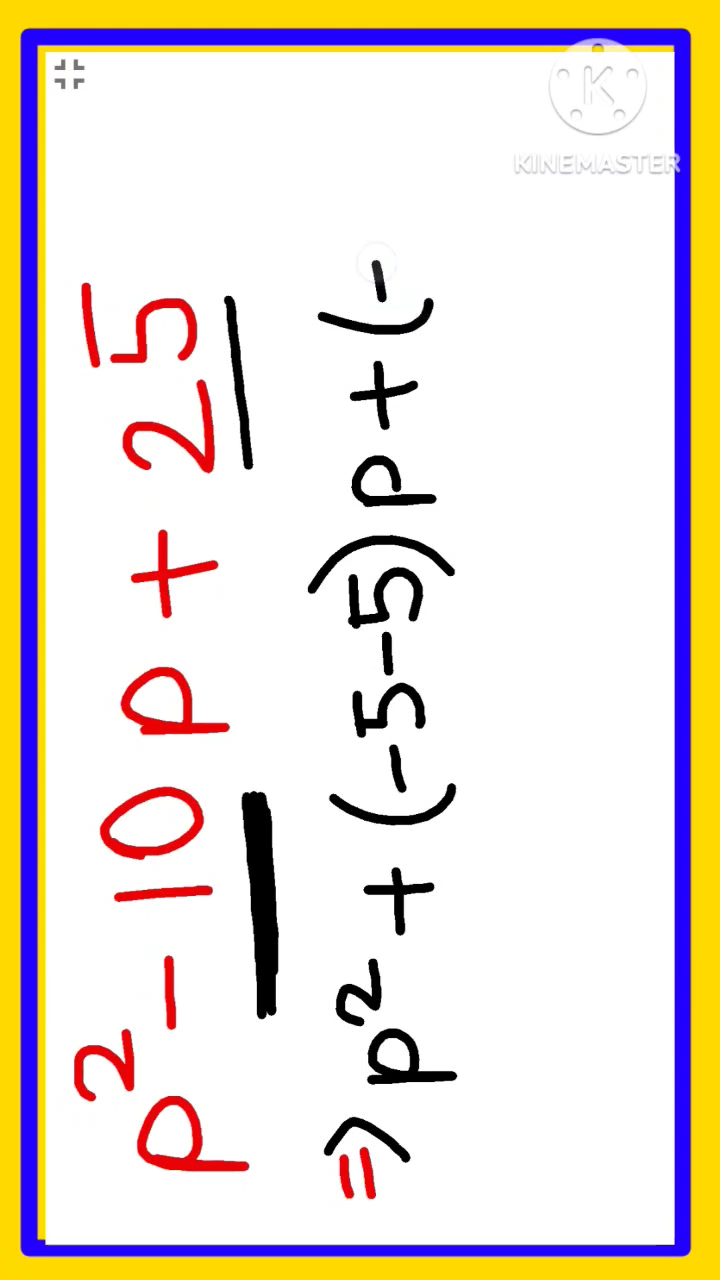 KINEMASTER
p² - 10p + 25
⇒ p² + (-5-5)p + (-